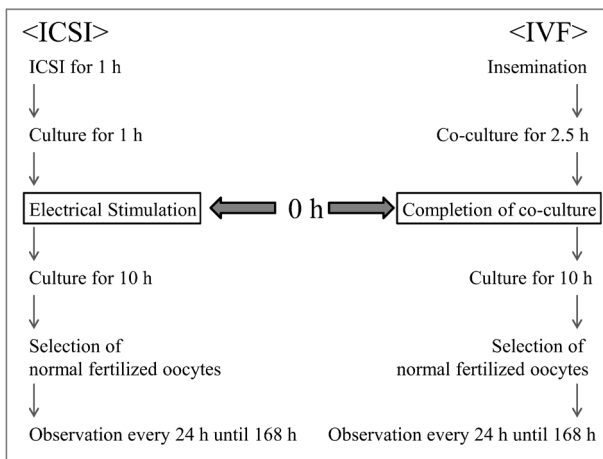 <ICSI>
ICSI for 1 h
Culture for 1 h
Electrical Stimulation
Culture for 10 h
Selection of
normal fertilized oocytes
Observation every 24 h until 168 h
0 h
<IVF>
Insemination
Co-culture for 2.5 h
Completion of co-culture
Culture for 10 h
Selection of
normal fertilized oocytes
Observation every 24 h until 168 h